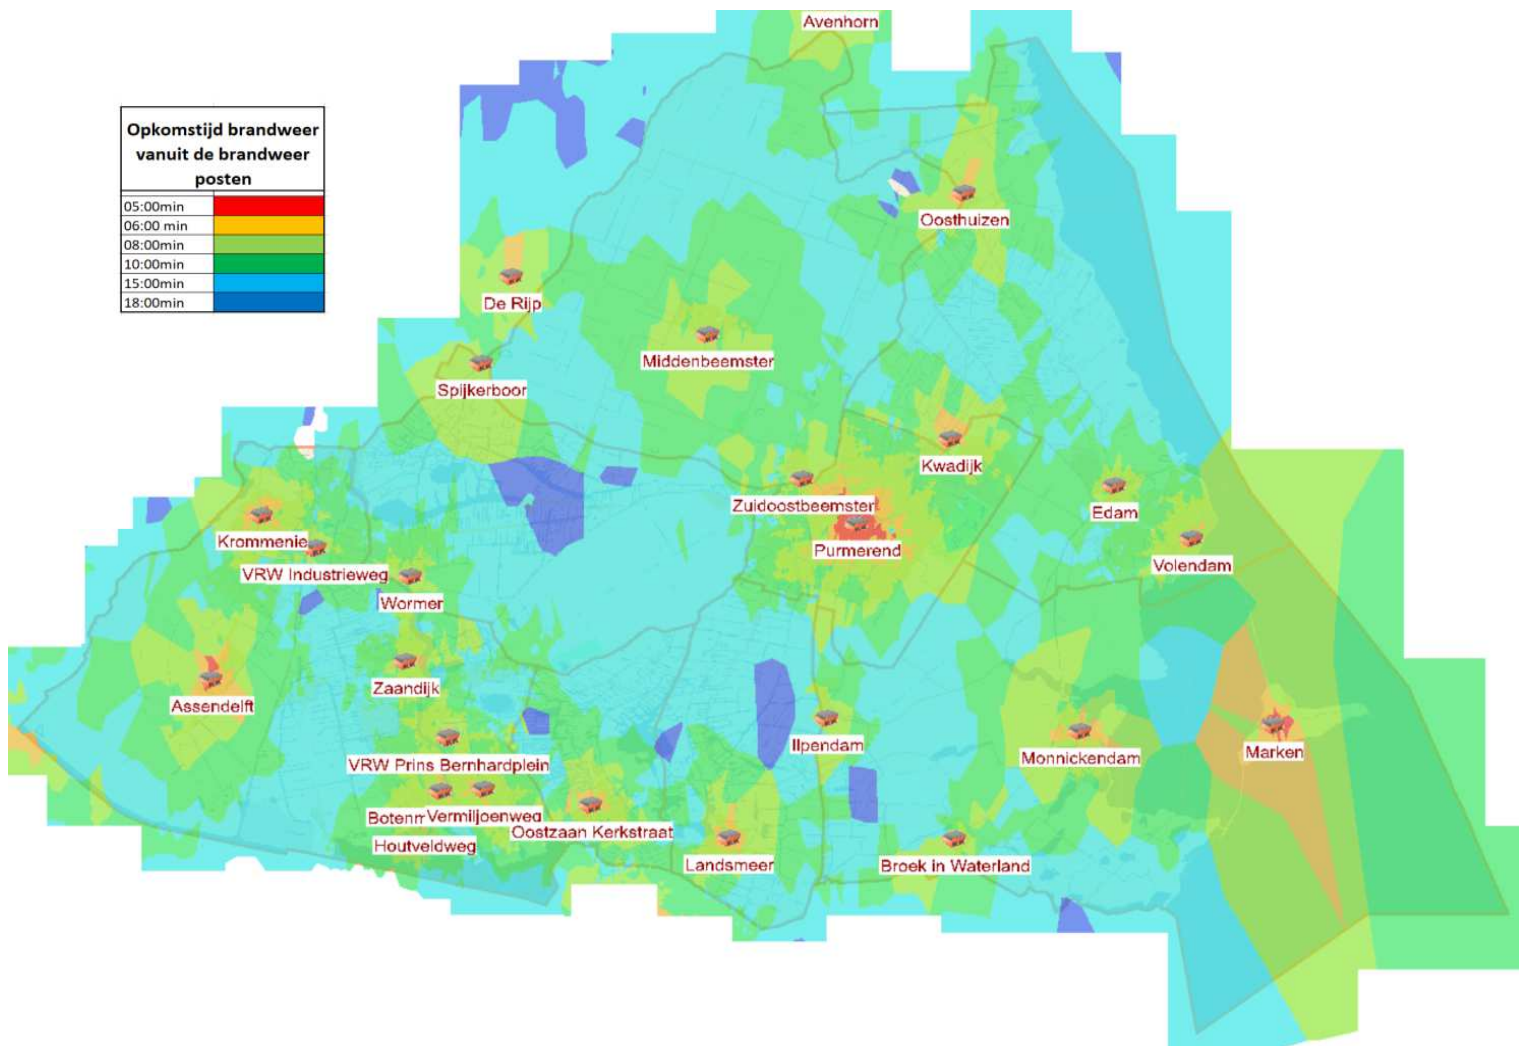 Avenhorn
Opkomstijd brandweer
vanuit de brandweer
posten
05:00min
06:00 min
08:00min
10:00min
15:00min
18:00min
Oosthuizen
De Rijp
Middenbeemster
Spijkerboor
Kwadijk
Zuidoostbeemster
Edam
Krommenie
Purmerend
Volendam
VRW Industrieweg
Wormer
Zaandijk
Assendelft
Ilpendam
Monnickendam
Marken
VRW Prins Bernhardplein
Vermiljoenweg
Oostzaan Kerkstraat
Houtveldweg
Landsmeer
Broek in Waterland